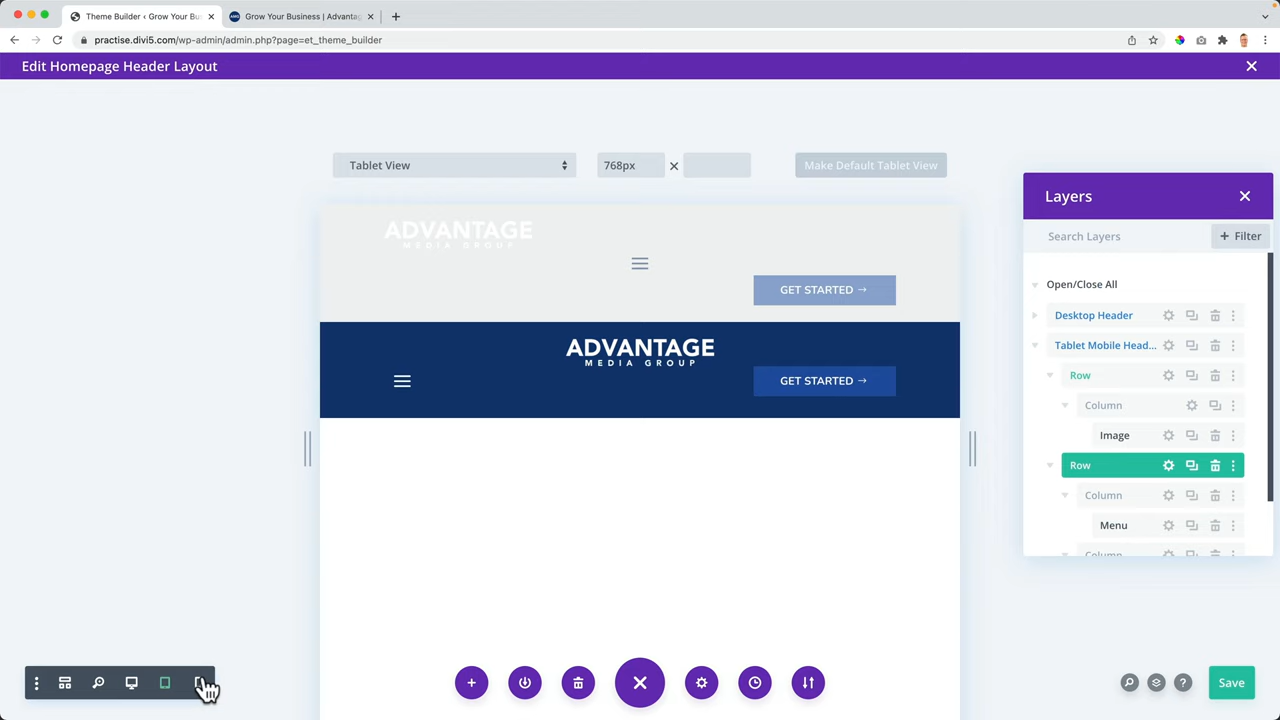 Theme Builder ‹ Grow Your Bus
Grow Your Business | Advantag
practise.divi5.com/wp-admin/admin.php?page=et_theme_builder
Edit Homepage Header Layout
Tablet View
768px
Make Default Tablet View
ADVANTAGE
MEDIA GROUP
GET STARTED →
ADVANTAGE
MEDIA GROUP
GET STARTED →
Layers
Search Layers
+ Filter
Open/Close All
Desktop Header
Tablet Mobile Head...
Row
Column
Image
Row
Column
Menu
Column
Save